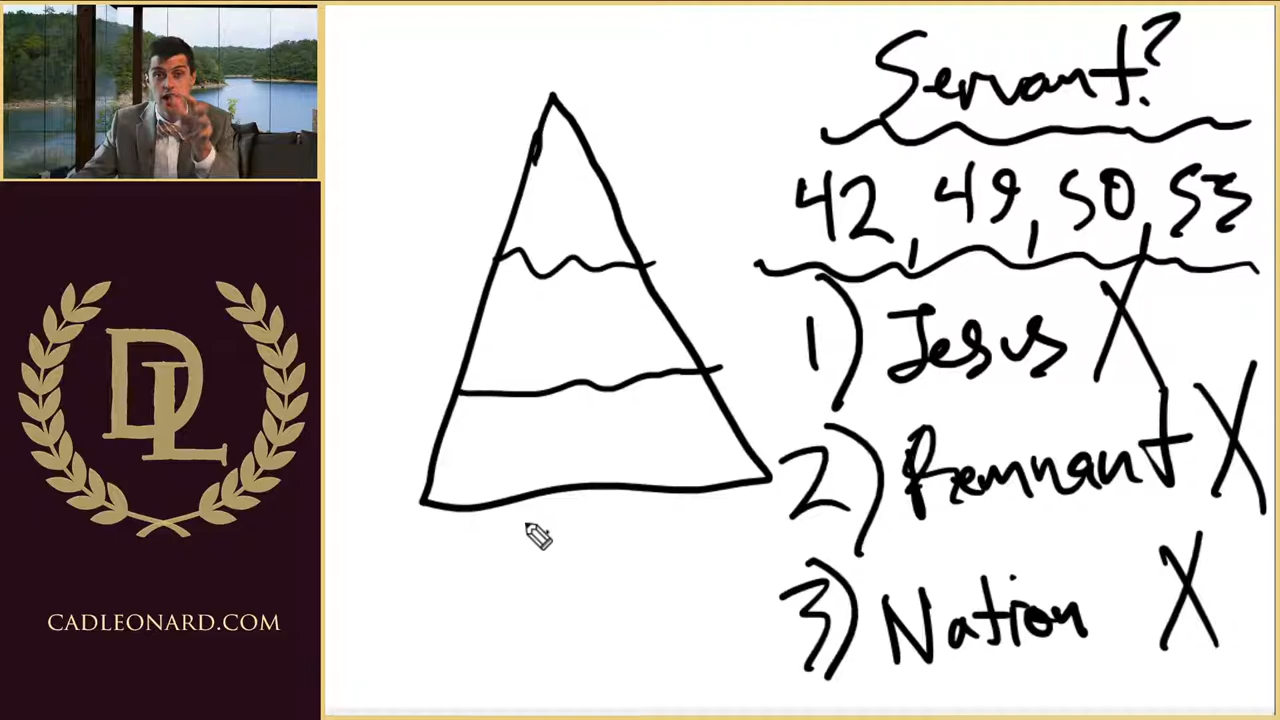 Servant?
42, 49, 50, 53
1) Jesus X
2) Remnant X
3) Nation X
DL
CADLEONARD.COM